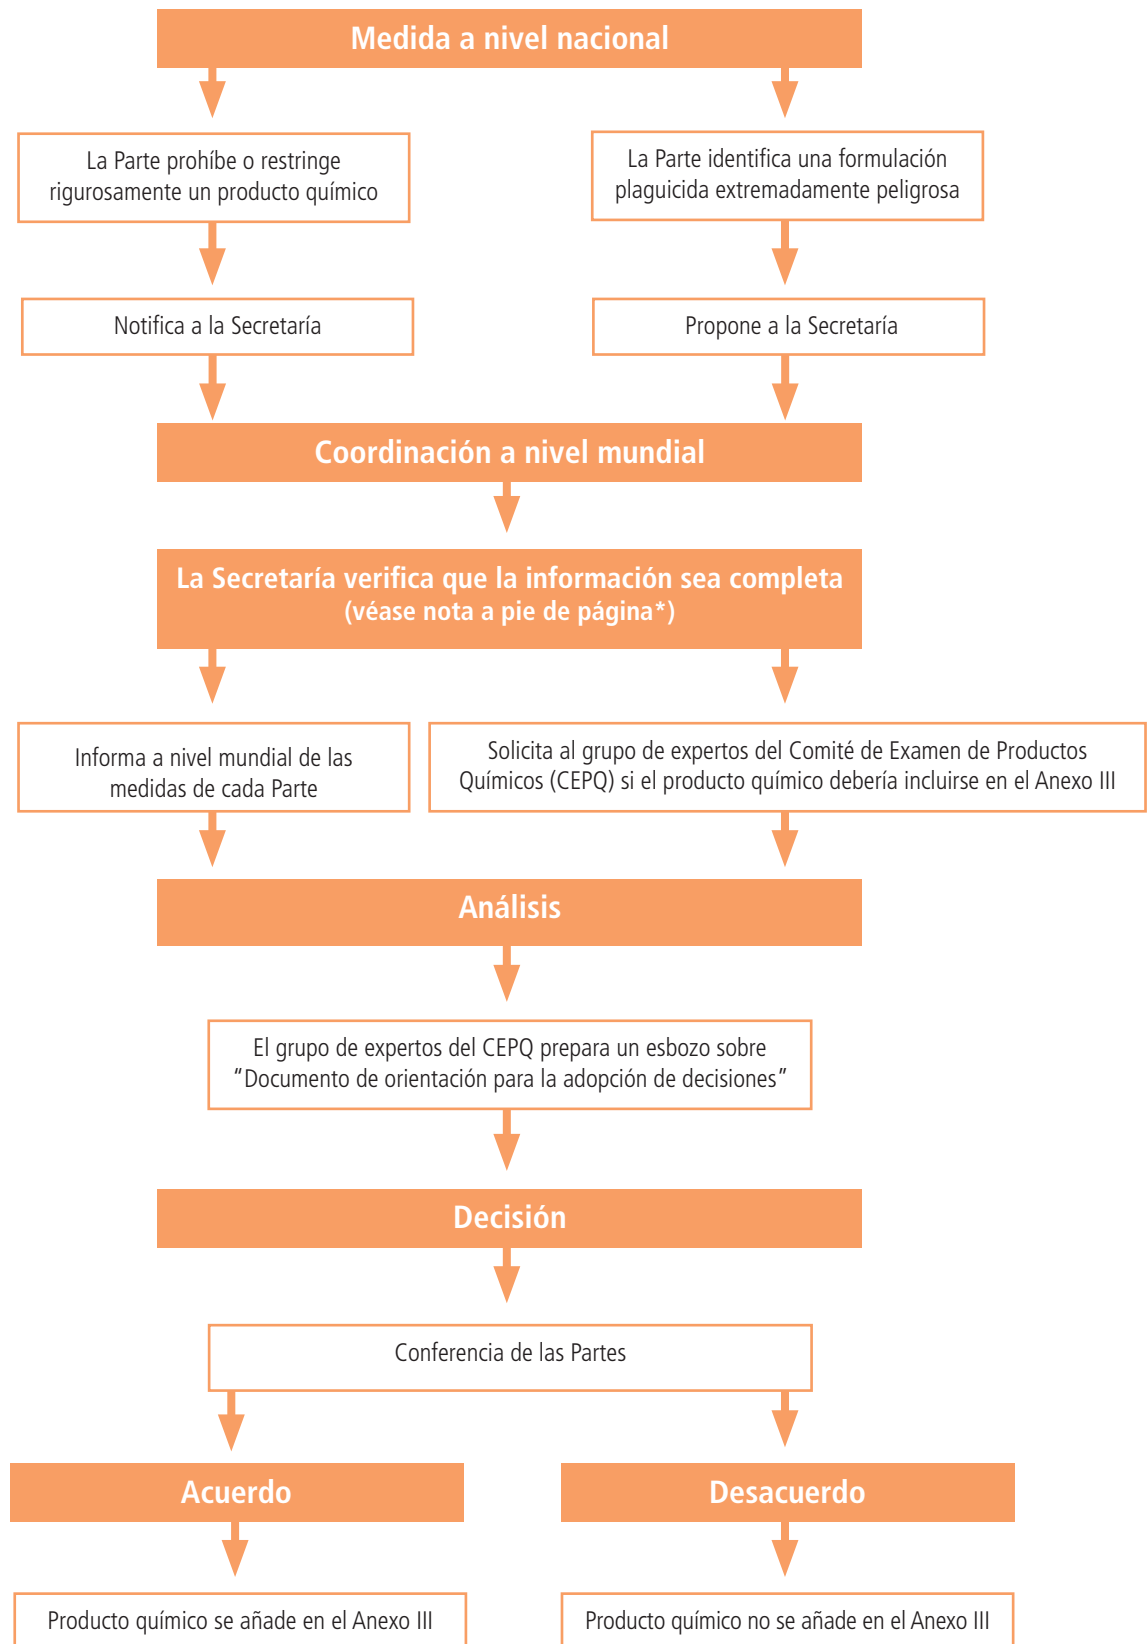 Medida a nivel nacional
La Parte prohíbe o restringe
rigurosamente un producto químico
La Parte identifica una formulación
plaguicida extremadamente peligrosa
Notifica a la Secretaría
Propone a la Secretaría
Coordinación a nivel mundial
La Secretaría verifica que la información sea completa
(véase nota a pie de página*)
Informa a nivel mundial de las
medidas de cada Parte
Solicita al grupo de expertos del Comité de Examen de Productos
Químicos (CEPQ) si el producto químico debería incluirse en el Anexo III
Análisis
El grupo de expertos del CEPQ prepara un esbozo sobre
“Documento de orientación para la adopción de decisiones”
Decisión
Conferencia de las Partes
Acuerdo
Desacuerdo
Producto químico se añade en el Anexo III
Producto químico no se añade en el Anexo III